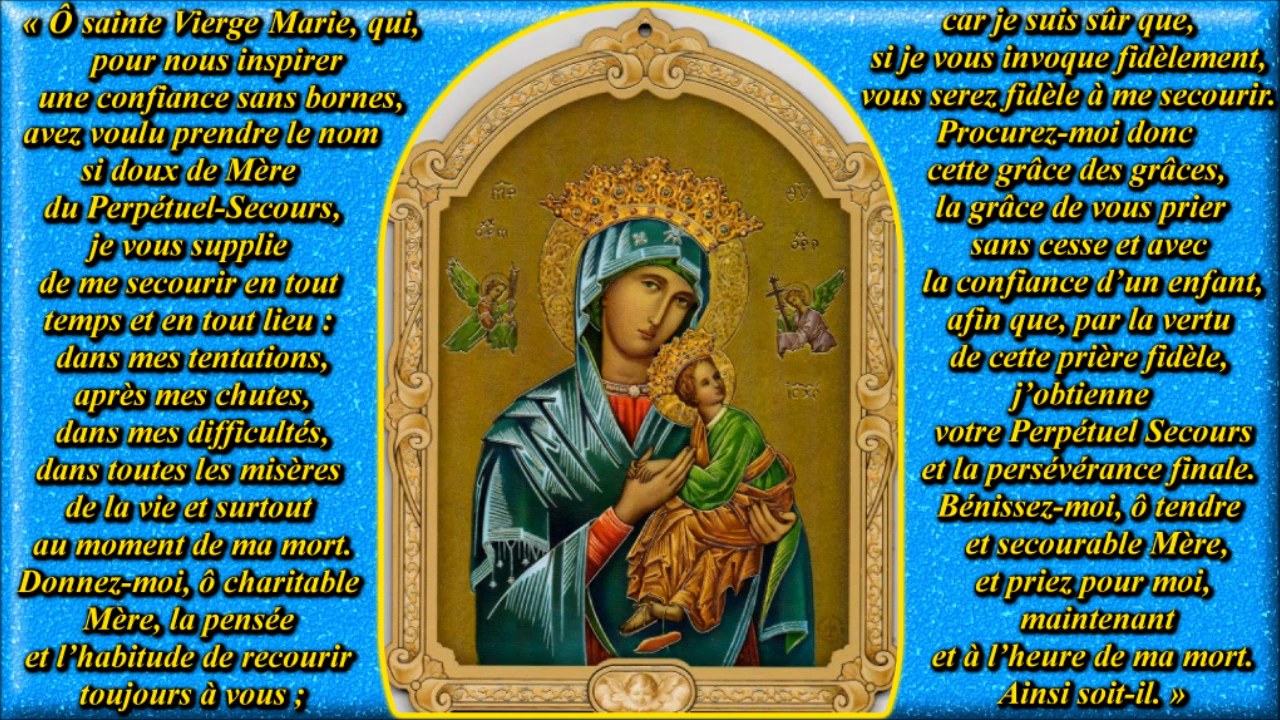 « Ô sainte Vierge Marie, qui,
pour nous inspirer
une confiance sans bornes,
avez voulu prendre le nom
si doux de Mère
du Perpétuel-Secours,
je vous supplie
de me secourir en tout
temps et en tout lieu :
dans mes tentations,
après mes chutes,
dans mes difficultés,
dans toutes les misères
de la vie et surtout
au moment de ma mort.
Donnez-moi, ô charitable
Mère, la pensée
et l’habitude de recourir
toujours à vous ;
car je suis sûr que,
si je vous invoque fidèlement,
vous serez fidèle à me secourir.
Procurez-moi donc
cette grâce des grâces,
la grâce de vous prier
sans cesse et avec
la confiance d’un enfant,
afin que, par la vertu
de cette prière fidèle,
j’obtienne
votre Perpétuel Secours
et la persévérance finale.
Bénissez-moi, ô tendre
et secourable Mère,
et priez pour moi,
maintenant
et à l’heure de ma mort.
Ainsi soit-il. »